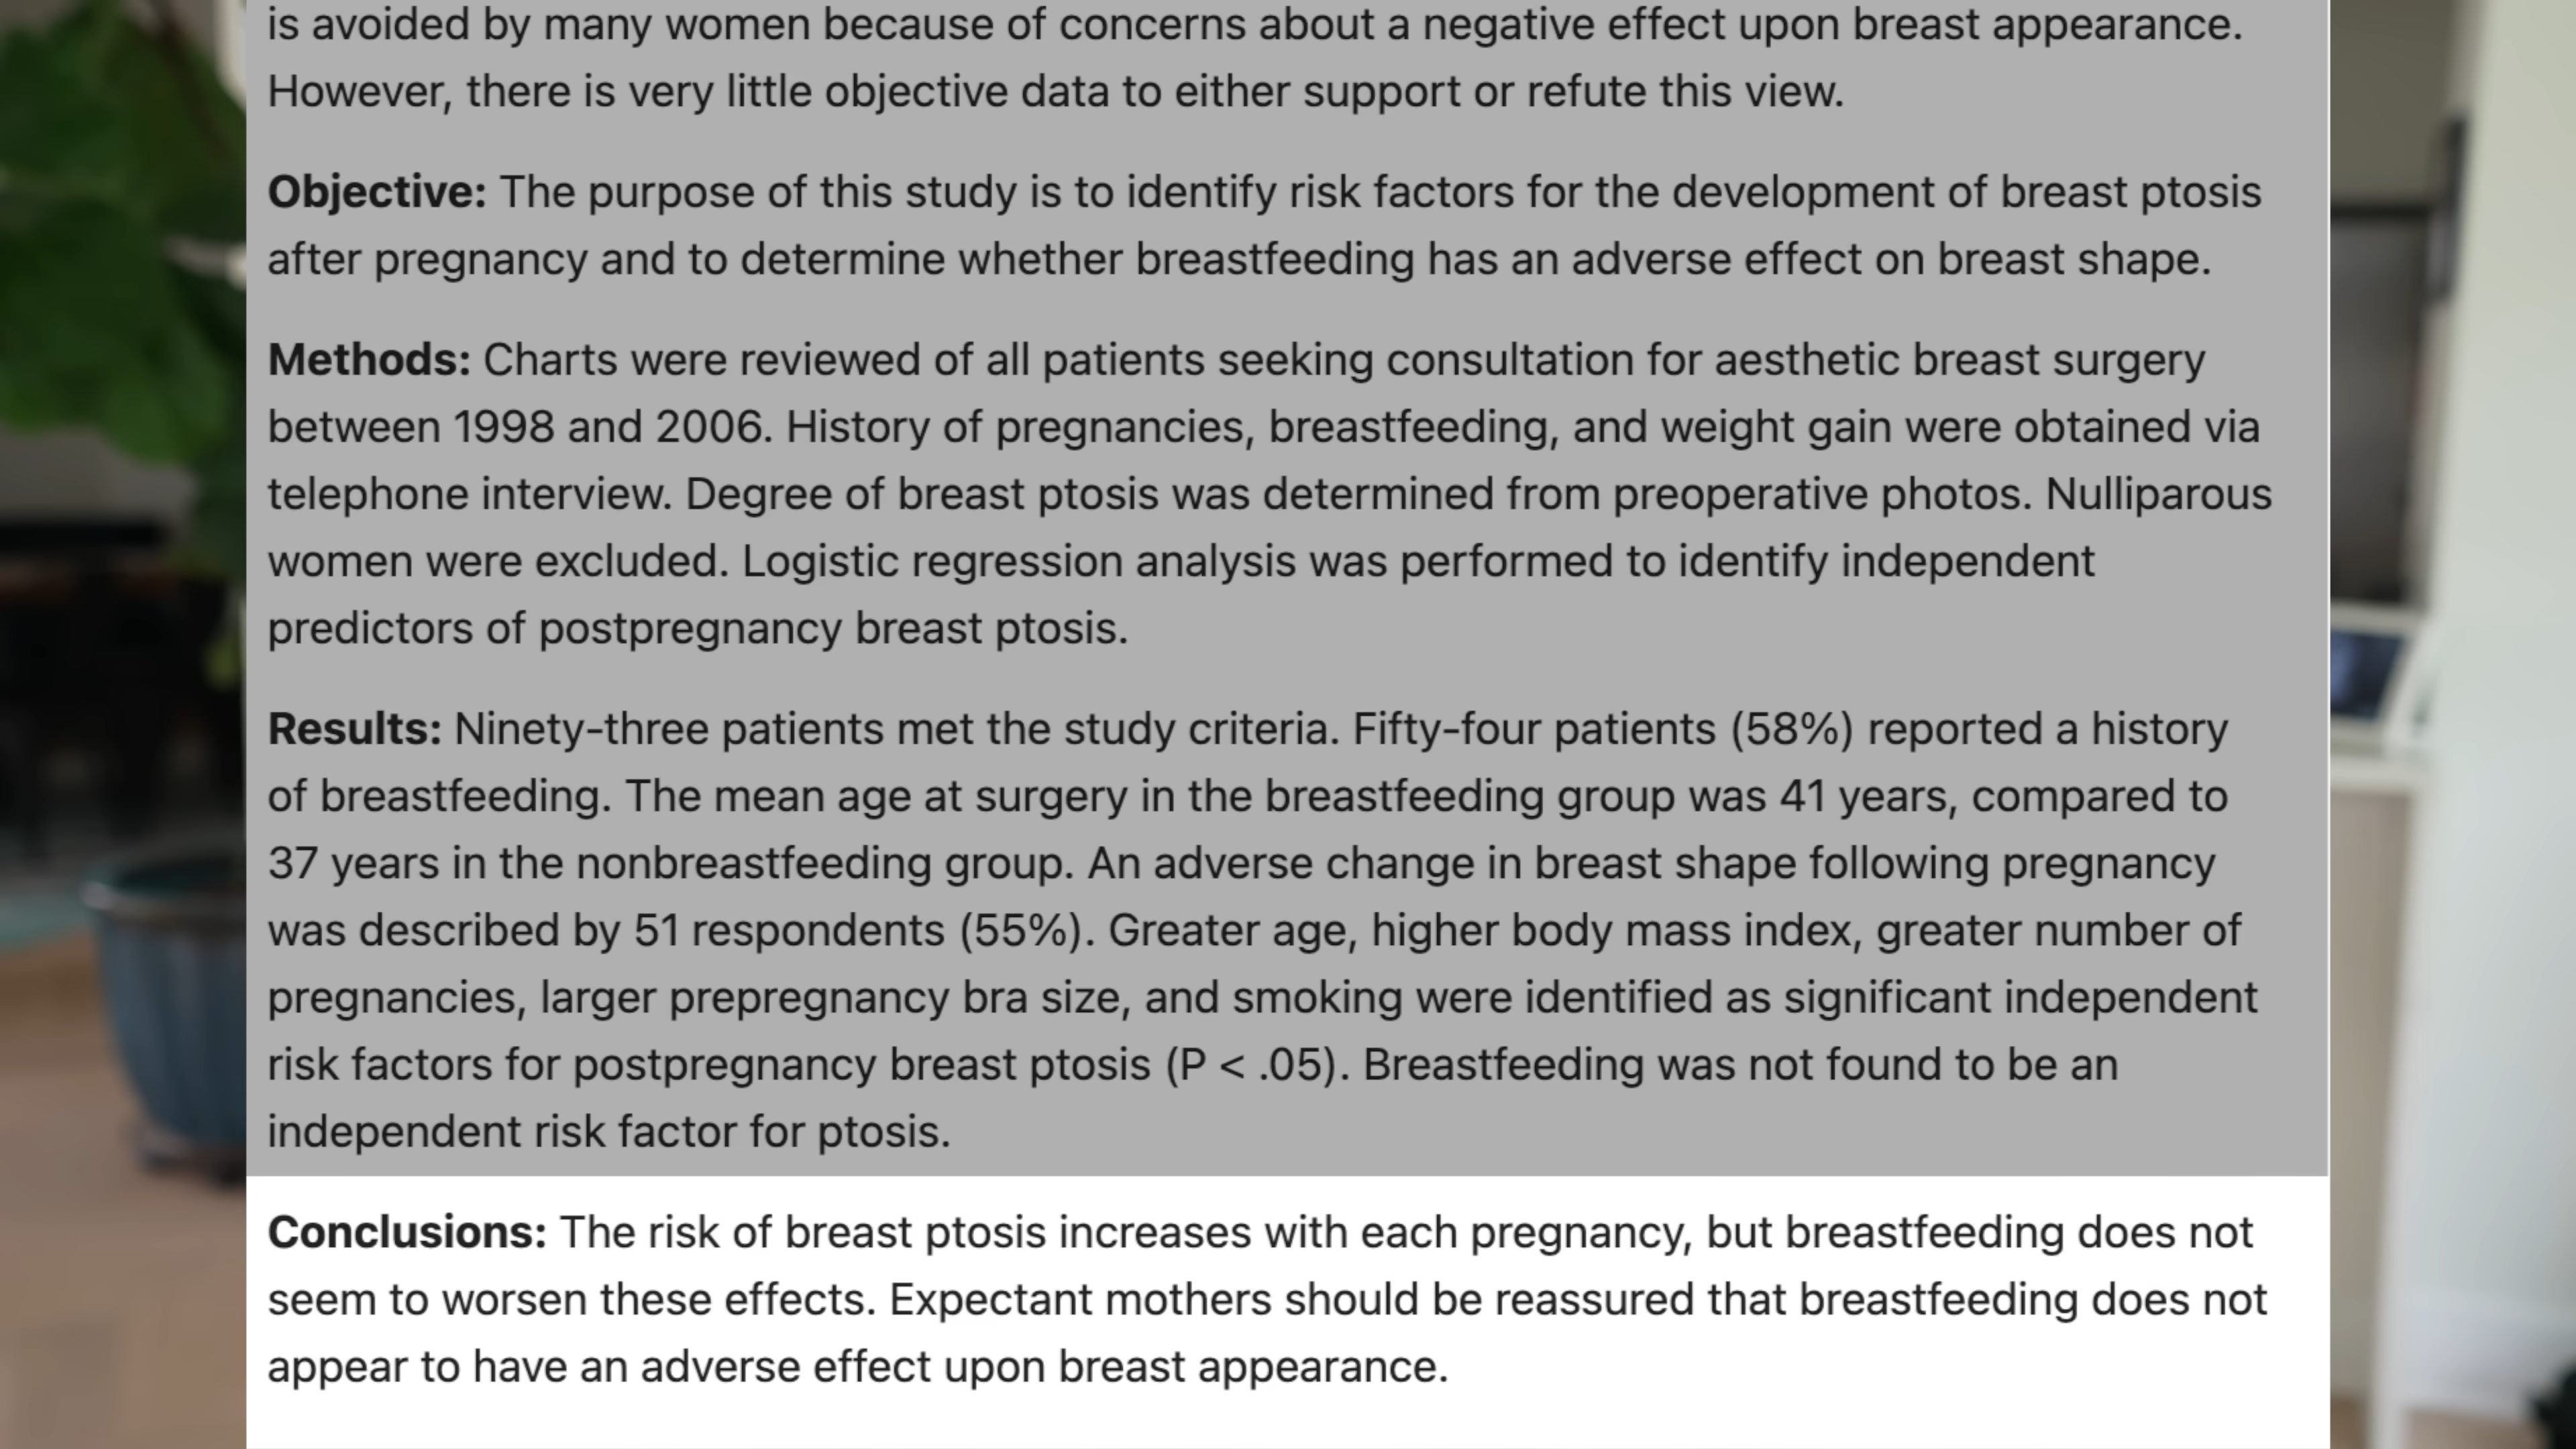 is avoided by many women because of concerns about a negative effect upon breast appearance.
However, there is very little objective data to either support or refute this view.
Objective: The purpose of this study is to identify risk factors for the development of breast ptosis
after pregnancy and to determine whether breastfeeding has an adverse effect on breast shape.
Methods: Charts were reviewed of all patients seeking consultation for aesthetic breast surgery
between 1998 and 2006. History of pregnancies, breastfeeding, and weight gain were obtained via
telephone interview. Degree of breast ptosis was determined from preoperative photos. Nulliparous
women were excluded. Logistic regression analysis was performed to identify independent
predictors of postpregnancy breast ptosis.
Results: Ninety-three patients met the study criteria. Fifty-four patients (58%) reported a history
of breastfeeding. The mean age at surgery in the breastfeeding group was 41 years, compared to
37 years in the nonbreastfeeding group. An adverse change in breast shape following pregnancy
was described by 51 respondents (55%). Greater age, higher body mass index, greater number of
pregnancies, larger prepregnancy bra size, and smoking were identified as significant independent
risk factors for postpregnancy breast ptosis (P < .05). Breastfeeding was not found to be an
independent risk factor for ptosis.
Conclusions: The risk of breast ptosis increases with each pregnancy, but breastfeeding does not
seem to worsen these effects. Expectant mothers should be reassured that breastfeeding does not
appear to have an adverse effect upon breast appearance.